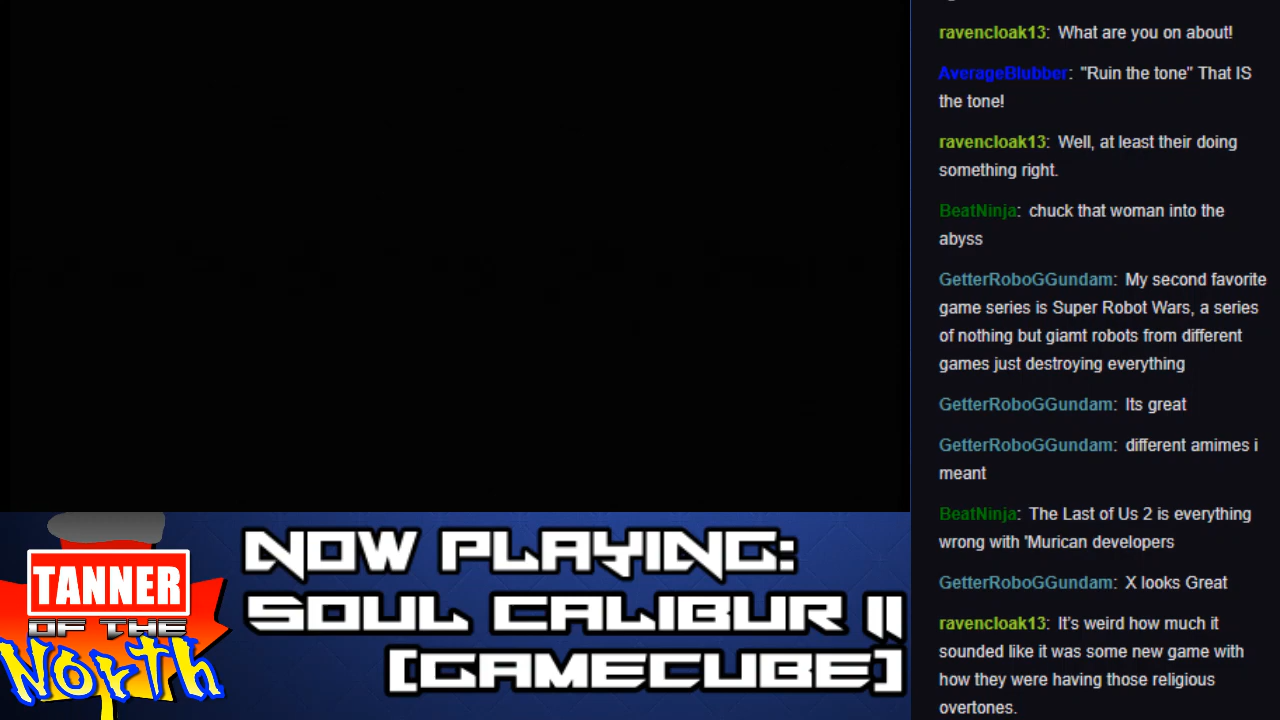 ravencloak13: What are you on about!
AverageBlubber: "Ruin the tone" That IS
the tone!
ravencloak13: Well, at least their doing
something right.
BeatNinja: chuck that woman into the
abyss
GetterRoboGGundam: My second favorite
game series is Super Robot Wars, a series
of nothing but giamt robots from different
games just destroying everything
GetterRoboGGundam: Its great
GetterRoboGGundam: different amimes i
meant
BeatNinja: The Last of Us 2 is everything
wrong with 'Murican developers
GetterRoboGGundam: X looks Great
ravencloak13: It's weird how much it
sounded like it was some new game with
how they were having those religious
overtones.
TANNER
OF THE
North
NOW PLAYING:
SOUL CALIBUR II
[GAMECUBE]